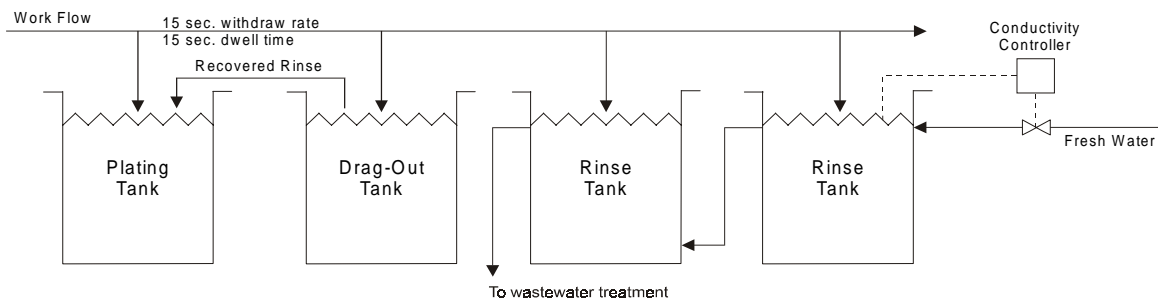 Work Flow
15 sec. withdraw rate
15 sec. dwell time
Recovered Rinse
Conductivity
Controller
Fresh Water
Plating
Tank
Drag-Out
Tank
Rinse
Tank
Rinse
Tank
To wastewater treatment